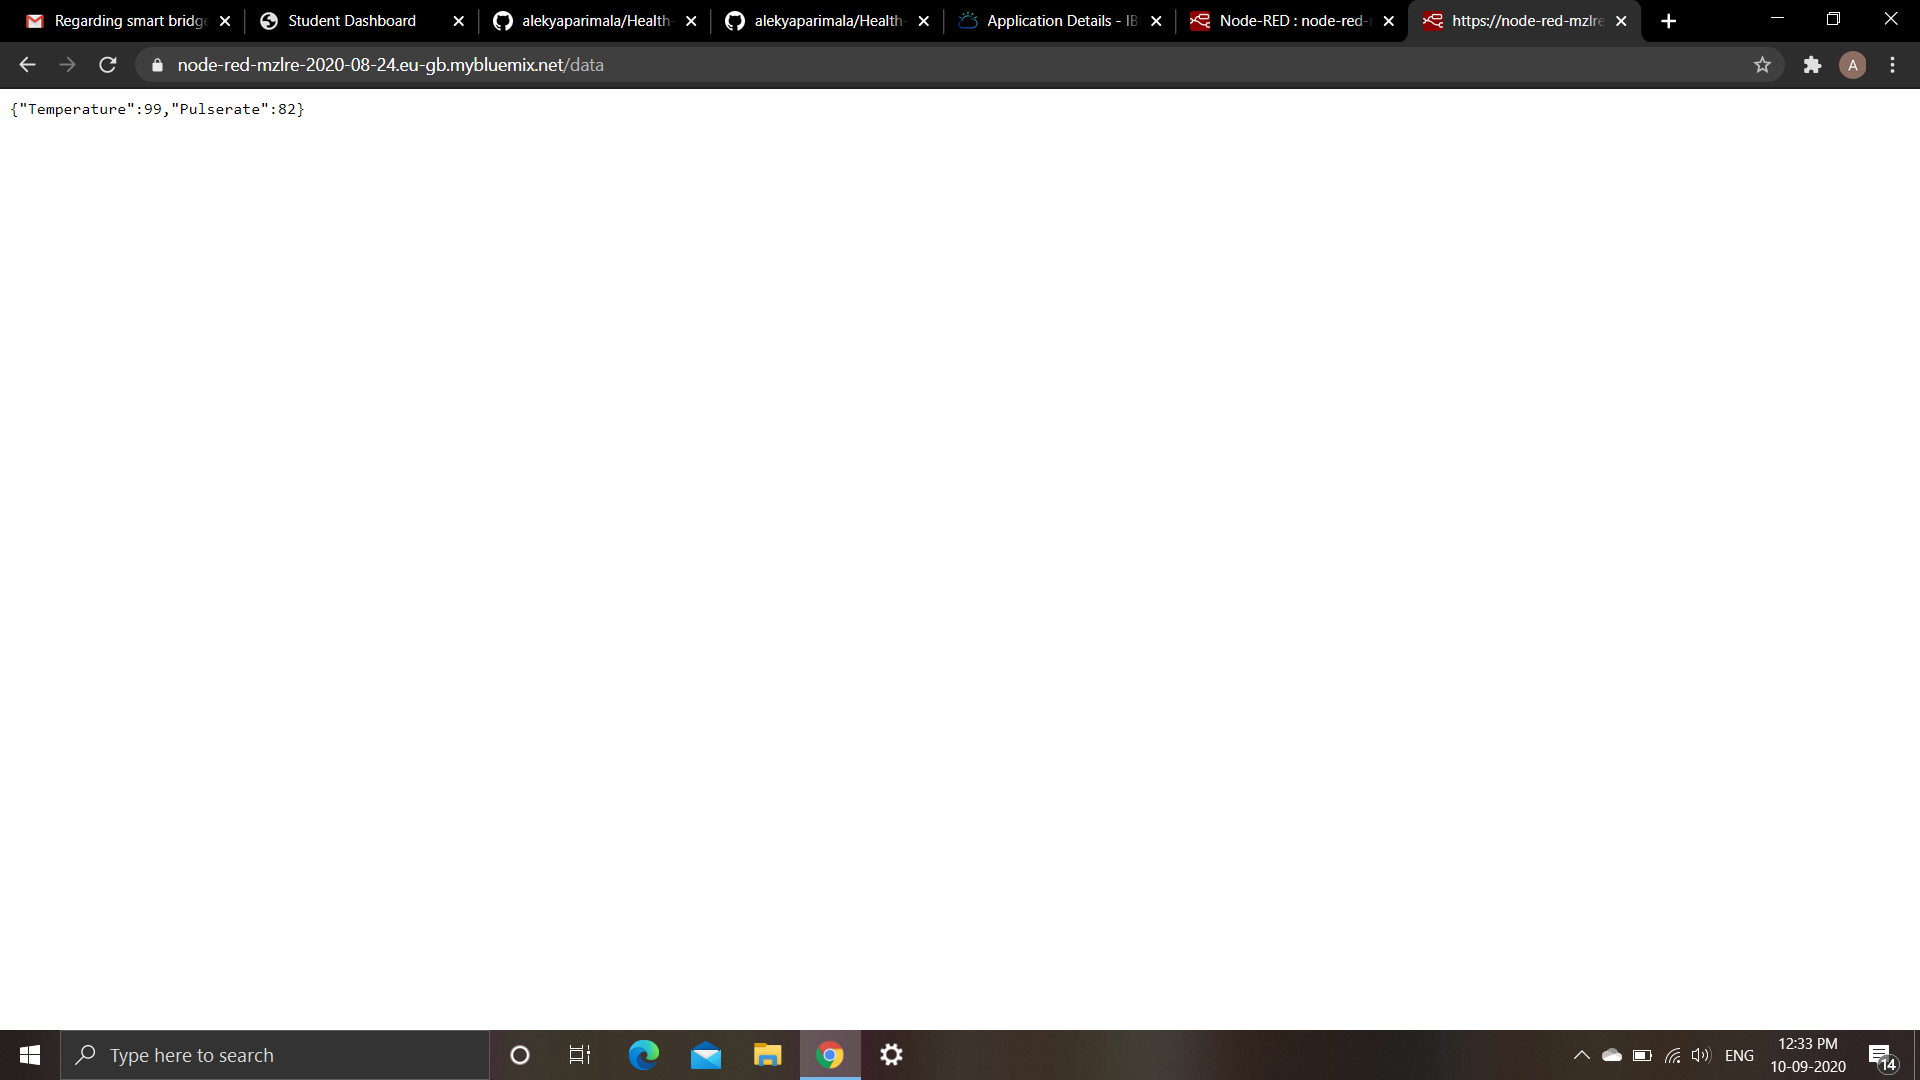 Regarding smart bridge
Student Dashboard
alekyaparimala/Health-
alekyaparimala/Health-
Application Details - IB
Node-RED : node-red-
https://node-red-mzlre
node-red-mzlre-2020-08-24.eu-gb.mybluemix.net/data
A
{"Temperature":99,"Pulserate":82}
Type here to search
ENG
12:33 PM
10-09-2020
14